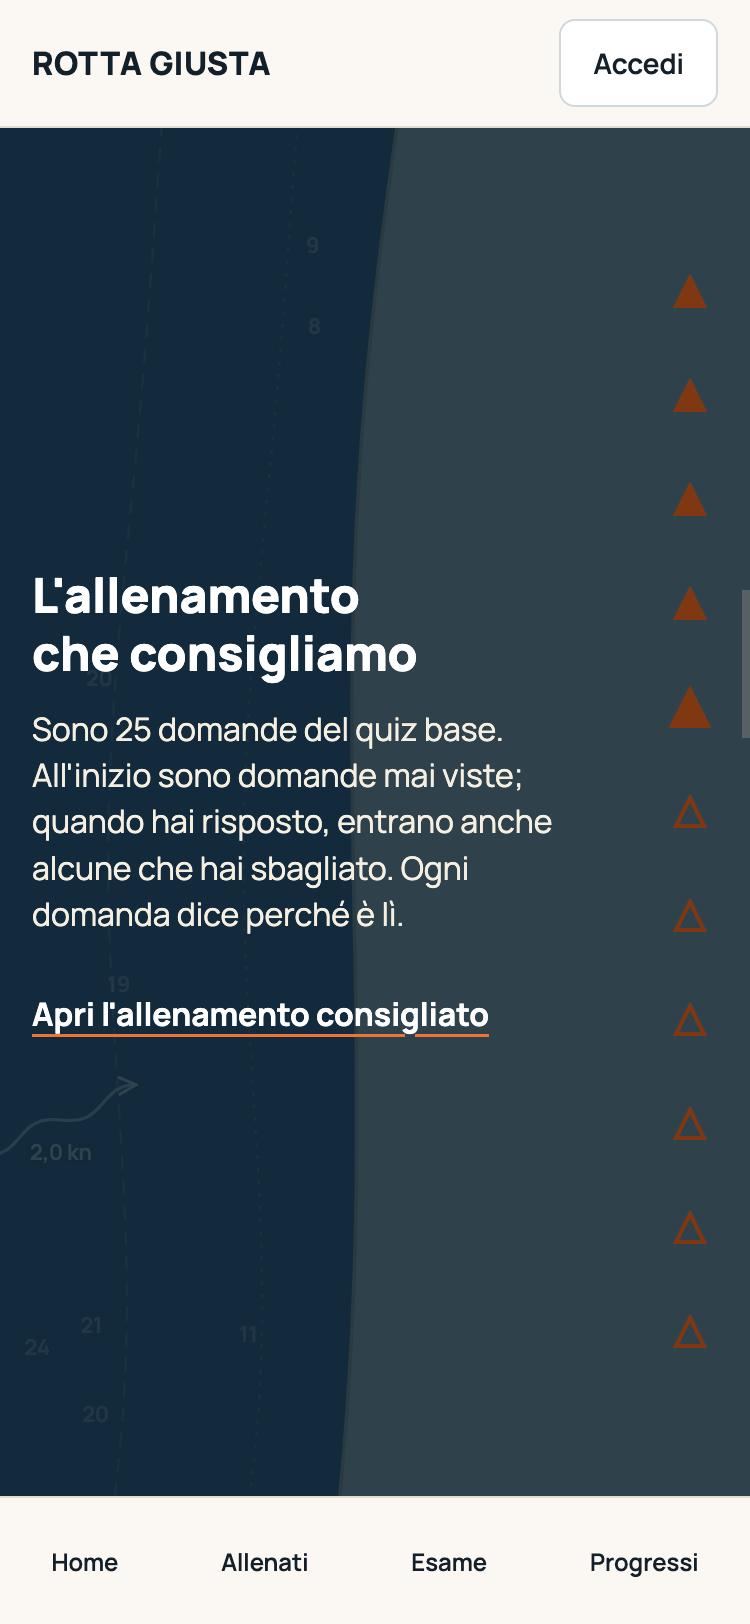 ROTTA GIUSTA
Accedi
9
8
L'allenamento
che consigliamo
20
Sono 25 domande del quiz base.
All'inizio sono domande mai viste;
quando hai risposto, entrano anche
alcune che hai sbagliato. Ogni
domanda dice perché è lì.
19
Apri l'allenamento consigliato
2,0 kn
21
11
24
20
Home
Allenati
Esame
Progressi